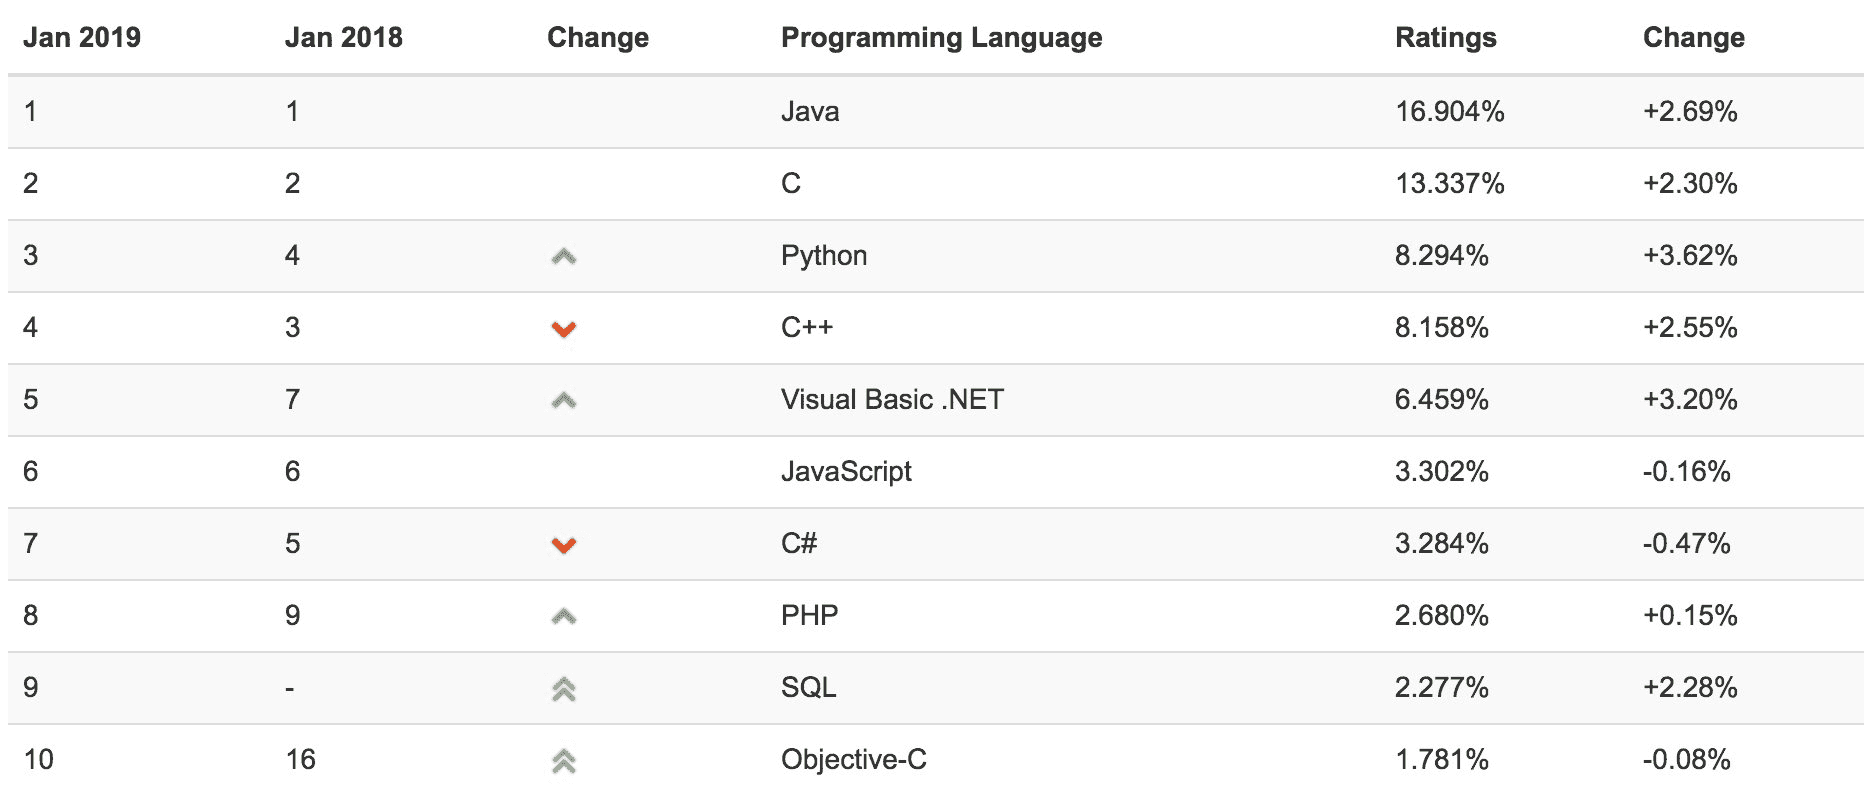 Jan 2019 Jan 2018 Change Programming Language Ratings Change
1 1 Java 16.904% +2.69%
2 2 C 13.337% +2.30%
3 4 Python 8.294% +3.62%
4 3 C++ 8.158% +2.55%
5 7 Visual Basic .NET 6.459% +3.20%
6 6 JavaScript 3.302% -0.16%
7 5 C# 3.284% -0.47%
8 9 PHP 2.680% +0.15%
9 - SQL 2.277% +2.28%
10 16 Objective-C 1.781% -0.08%